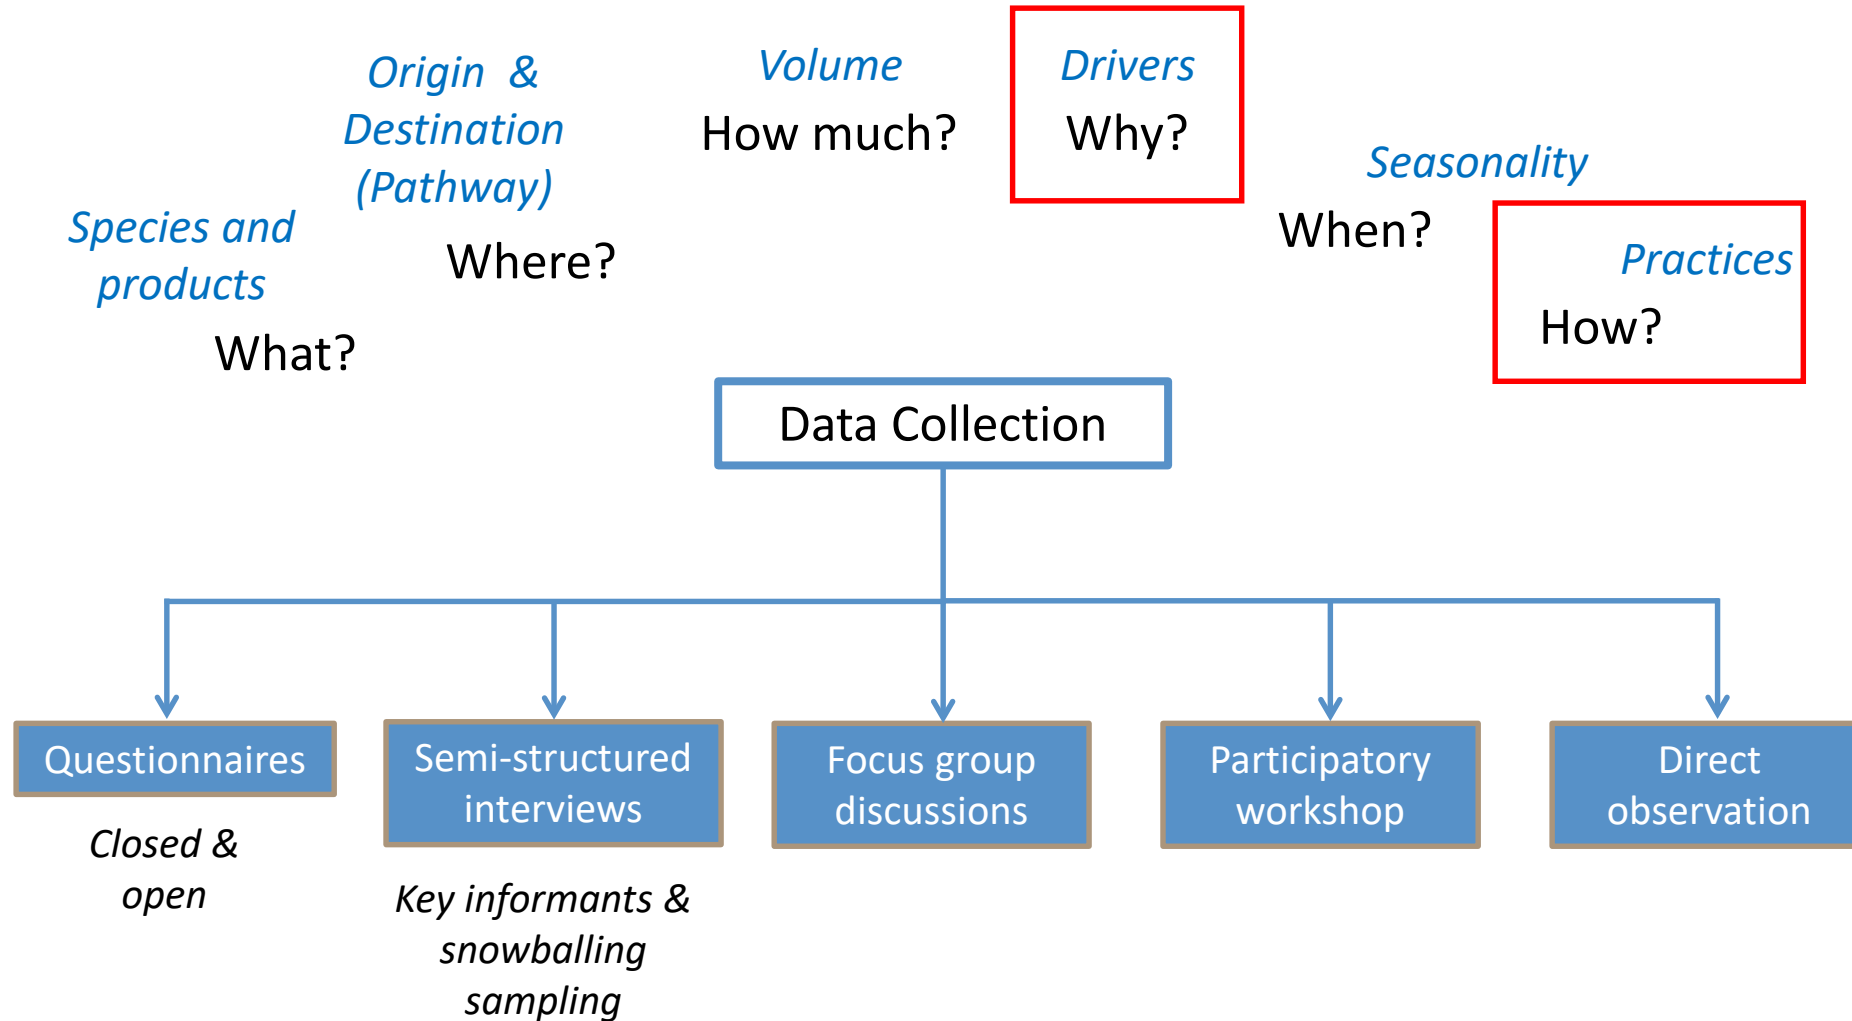 Species and
products
What?
Origin & 
Destination
(Pathway)
Where?
Volume
How much?
Drivers
Why?
Seasonality
When?
Practices
How?
Data Collection
Questionnaires
Closed &
open
Semi-structured
interviews
Key informants &
snowballing
sampling
Focus group
discussions
Participatory
workshop
Direct
observation